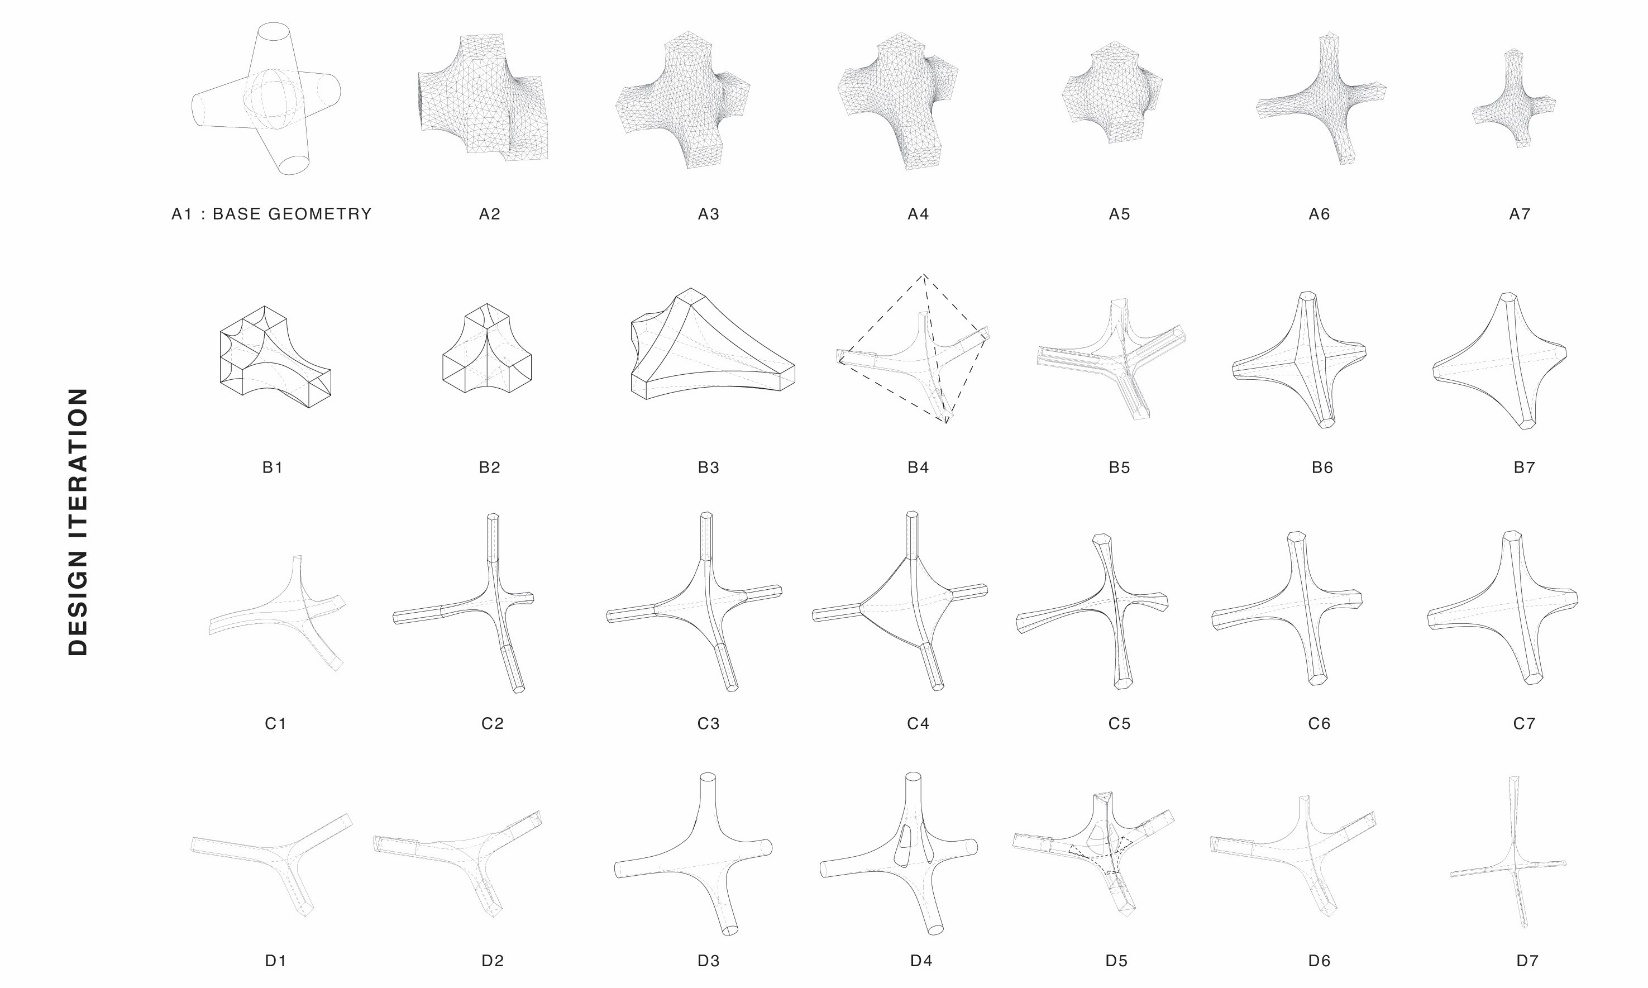 DESIGN ITERATION
A1 : BASE GEOMETRY A2 A3 A4 A5 A6 A7
B1 B2 B3 B4 B5 B6 B7
C1 C2 C3 C4 C5 C6 C7
D1 D2 D3 D4 D5 D6 D7